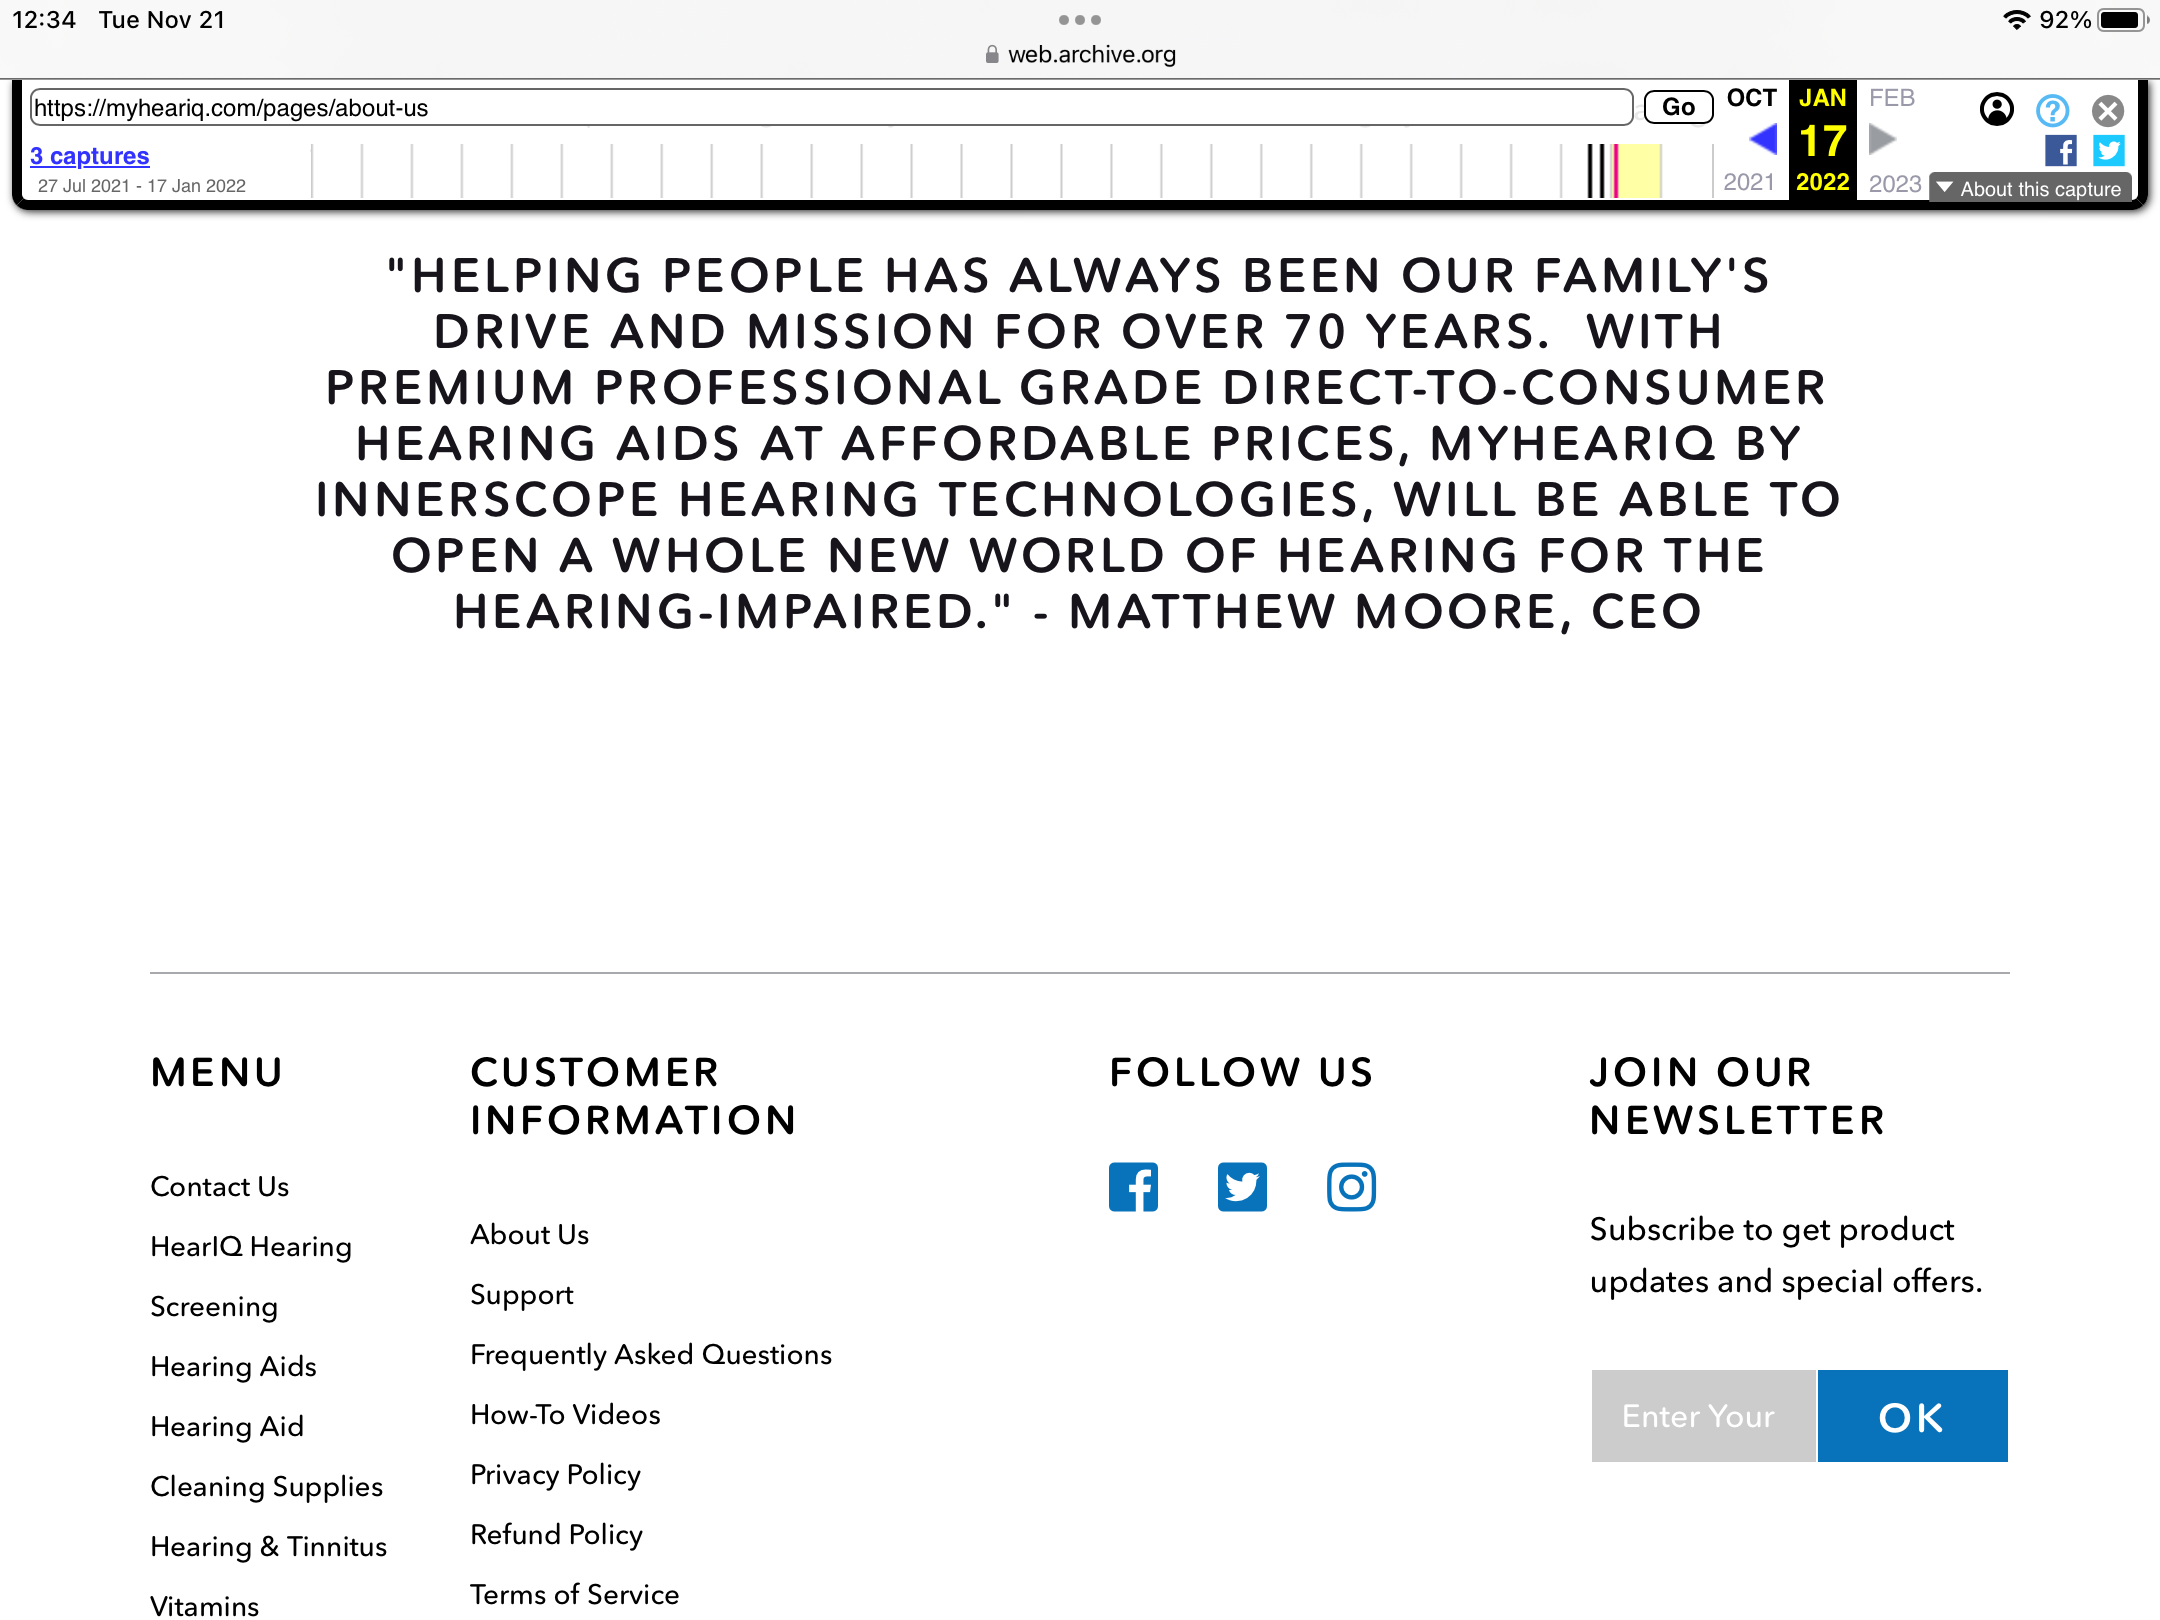 12:34 Tue Nov 21
92%
web.archive.org
https://myheariq.com/pages/about-us
Go
OCT JAN FEB
17
2021 2022 2023
3 captures
27 Jul 2021 - 17 Jan 2022
About this capture
"HELPING PEOPLE HAS ALWAYS BEEN OUR FAMILY'S
DRIVE AND MISSION FOR OVER 70 YEARS.  WITH
PREMIUM PROFESSIONAL GRADE DIRECT-TO-CONSUMER
HEARING AIDS AT AFFORDABLE PRICES, MYHEARIQ BY
INNERSCOPE HEARING TECHNOLOGIES, WILL BE ABLE TO
OPEN A WHOLE NEW WORLD OF HEARING FOR THE
HEARING-IMPAIRED." - MATTHEW MOORE, CEO
MENU
Contact Us
HearIQ Hearing
Screening
Hearing Aids
Hearing Aid
Cleaning Supplies
Hearing & Tinnitus
Vitamins
CUSTOMER
INFORMATION
About Us
Support
Frequently Asked Questions
How-To Videos
Privacy Policy
Refund Policy
Terms of Service
FOLLOW US
JOIN OUR
NEWSLETTER
Subscribe to get product
updates and special offers.
Enter Your
OK